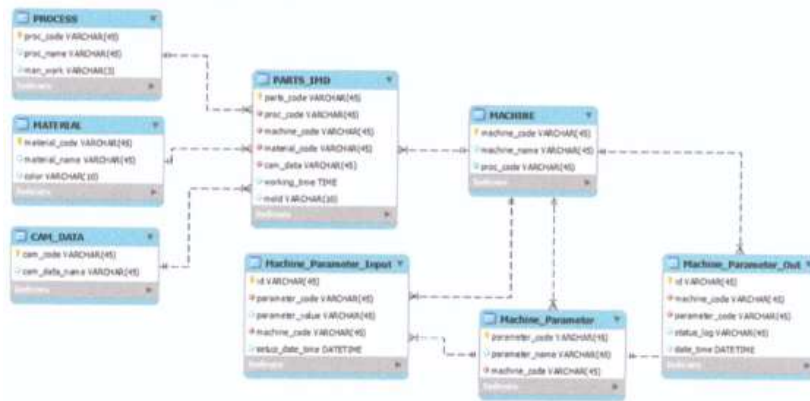 PROCESS
proc_code VARCHAR(45)
proc_name VARCHAR(45)
man_work VARCHAR(3)
Indexes
MATERIAL
material_code VARCHAR(45)
material_name VARCHAR(45)
color VARCHAR(10)
Indexes
CAM_DATA
cam_code VARCHAR(45)
cam_data_name VARCHAR(45)
Indexes
PARTS_IMD
parts_code VARCHAR(45)
proc_code VARCHAR(45)
machine_code VARCHAR(45)
material_code VARCHAR(45)
cam_data VARCHAR(45)
working_time TIME
mold VARCHAR(10)
Indexes
MACHINE
machine_code VARCHAR(45)
machine_name VARCHAR(45)
proc_code VARCHAR(45)
Indexes
Machine_Parameter_Input
id VARCHAR(45)
parameter_code VARCHAR(45)
parameter_value VARCHAR(45)
machine_code VARCHAR(45)
setup_date_time DATETIME
Indexes
Machine_Parameter
parameter_code VARCHAR(45)
parameter_name VARCHAR(45)
machine_code VARCHAR(45)
Indexes
Machine_Parameter_Out
id VARCHAR(45)
machine_code VARCHAR(45)
parameter_code VARCHAR(45)
status_log VARCHAR(45)
date_time DATETIME
Indexes